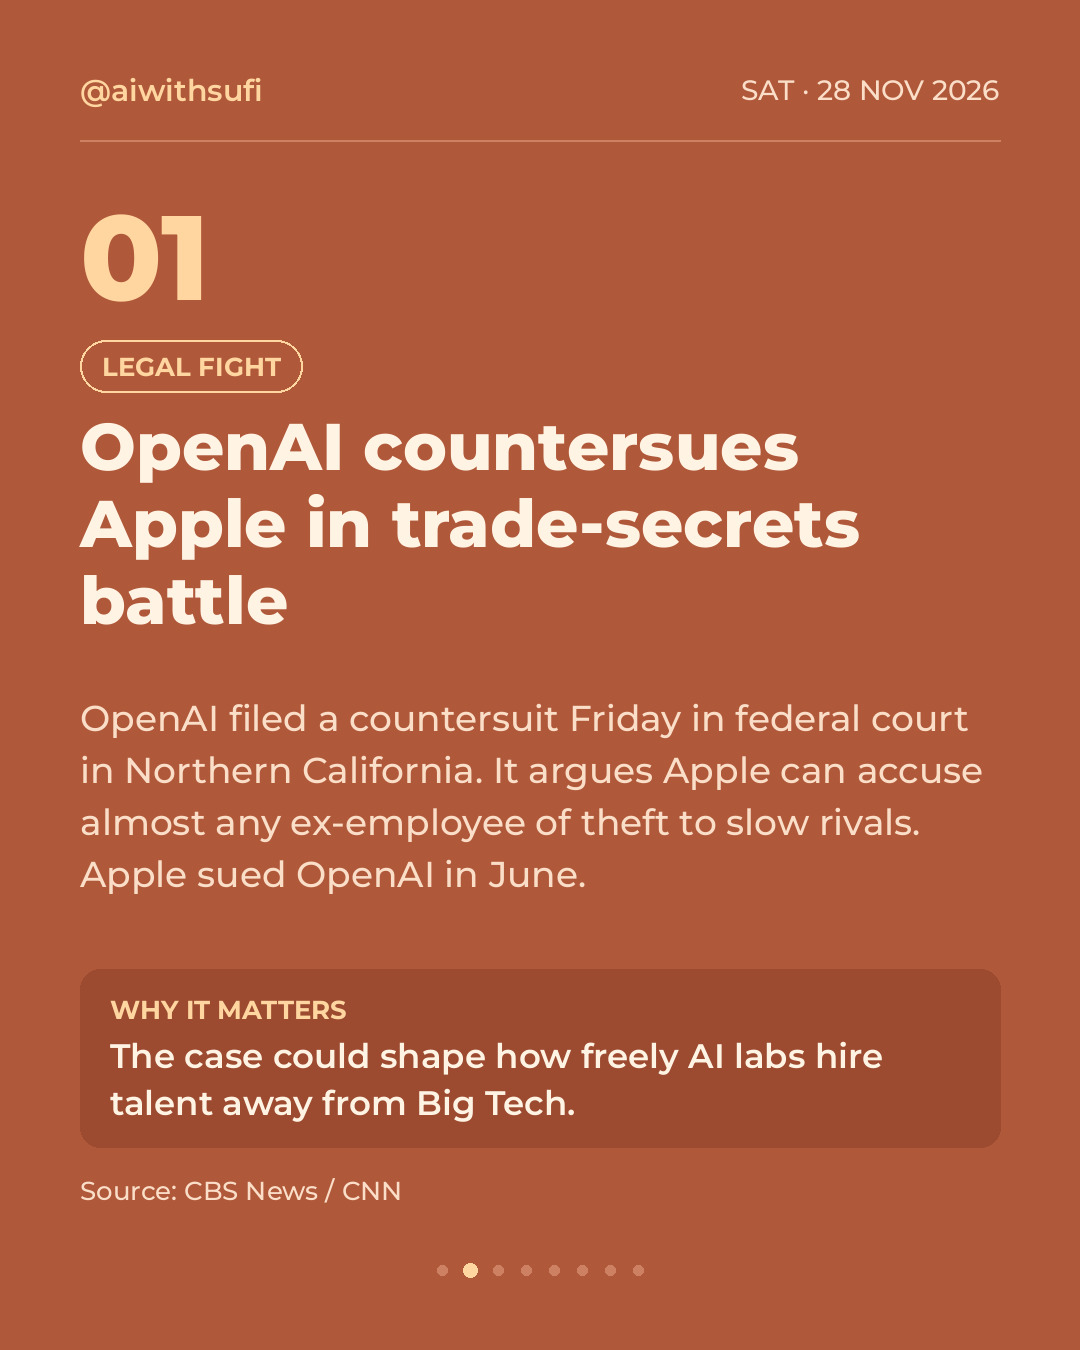 @aiwithsufi
SAT · 28 NOV 2026
01
LEGAL FIGHT
OpenAI countersues
Apple in trade-secrets
battle
OpenAI filed a countersuit Friday in federal court
in Northern California. It argues Apple can accuse
almost any ex-employee of theft to slow rivals.
Apple sued OpenAI in June.
WHY IT MATTERS
The case could shape how freely AI labs hire
talent away from Big Tech.
Source: CBS News / CNN